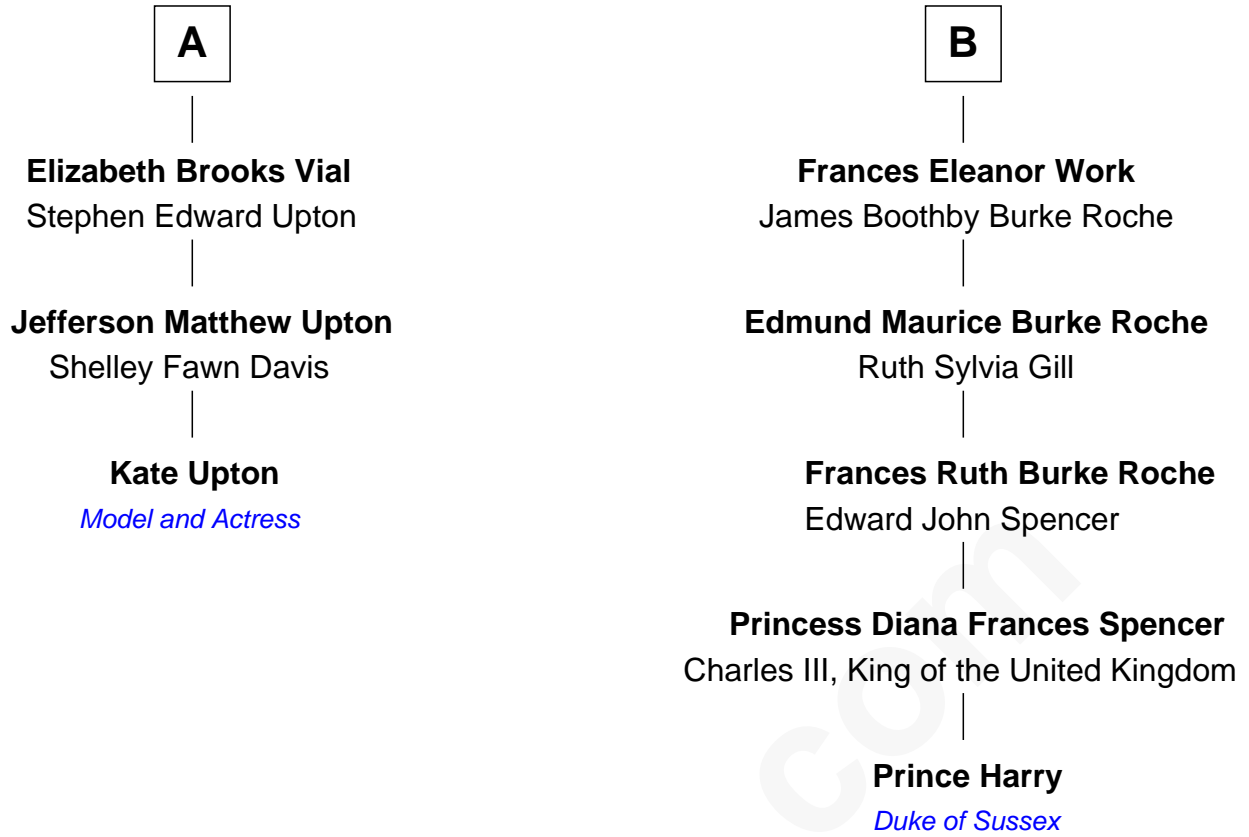 A
Elizabeth Brooks Vial
Stephen Edward Upton
Jefferson Matthew Upton
Shelley Fawn Davis
Kate Upton
Model and Actress
B
Frances Eleanor Work
James Boothby Burke Roche
Edmund Maurice Burke Roche
Ruth Sylvia Gill
Frances Ruth Burke Roche
Edward John Spencer
Princess Diana Frances Spencer
Charles III, King of the United Kingdom
Prince Harry
Duke of Sussex
com